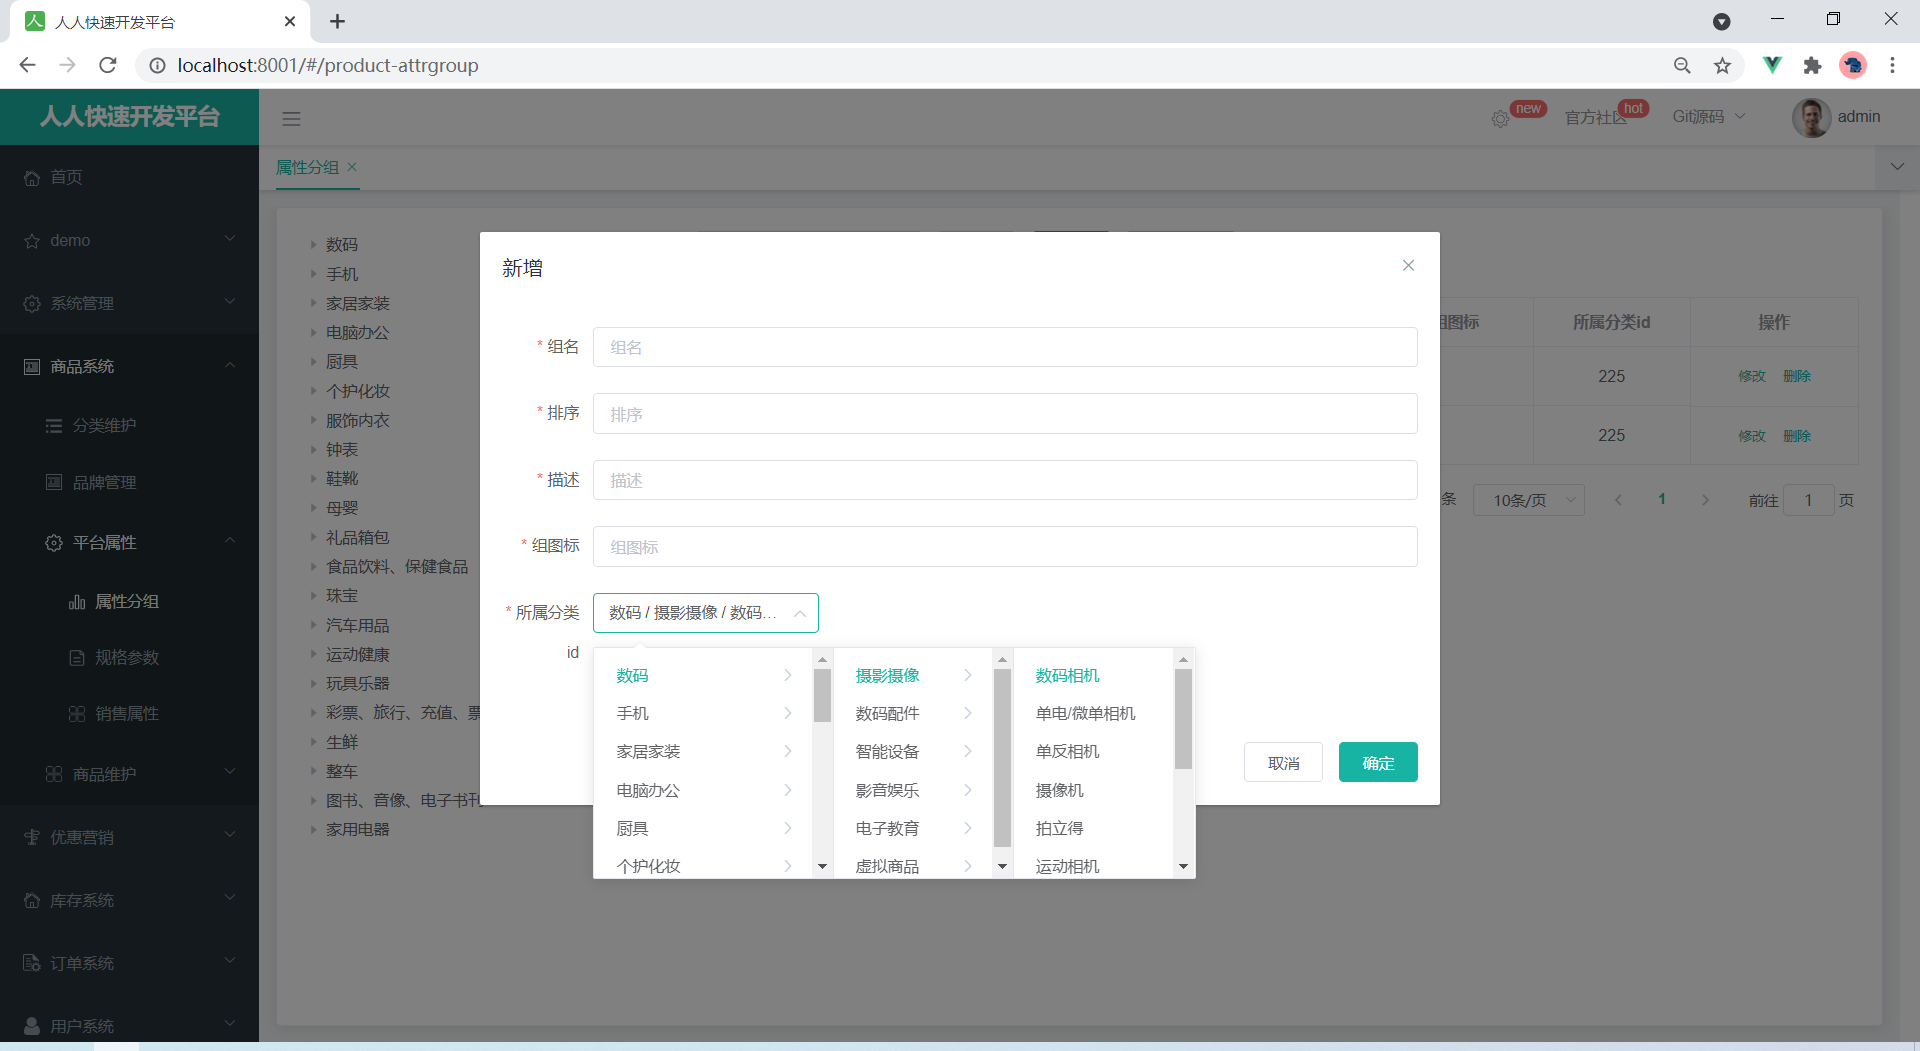 人人快速开发平台
localhost:8001/#/product-attrgroup
人人快速开发平台
new
官方社区
hot
Git源码
admin
属性分组
首页
demo
系统管理
商品系统
分类维护
品牌管理
平台属性
属性分组
规格参数
销售属性
商品维护
优惠营销
库存系统
订单系统
用户系统
数码
手机
家居家装
电脑办公
厨具
个护化妆
服饰内衣
钟表
鞋靴
母婴
礼品箱包
食品饮料、保健食品
珠宝
汽车用品
运动健康
玩具乐器
彩票、旅行、充值、票
生鲜
整车
图书、音像、电子书刊
家用电器
新增
* 组名 组名
* 排序 排序
* 描述 描述
* 组图标 组图标
* 所属分类 数码 / 摄影摄像 / 数码...
id
数码 摄影摄像 数码相机
手机 数码配件 单电/微单相机
家居家装 智能设备 单反相机
电脑办公 影音娱乐 摄像机
厨具 电子教育 拍立得
个护化妆 虚拟商品 运动相机
取消 确定
组图标 所属分类id 操作
225 修改 删除
225 修改 删除
条 10条/页 1 前往 1 页